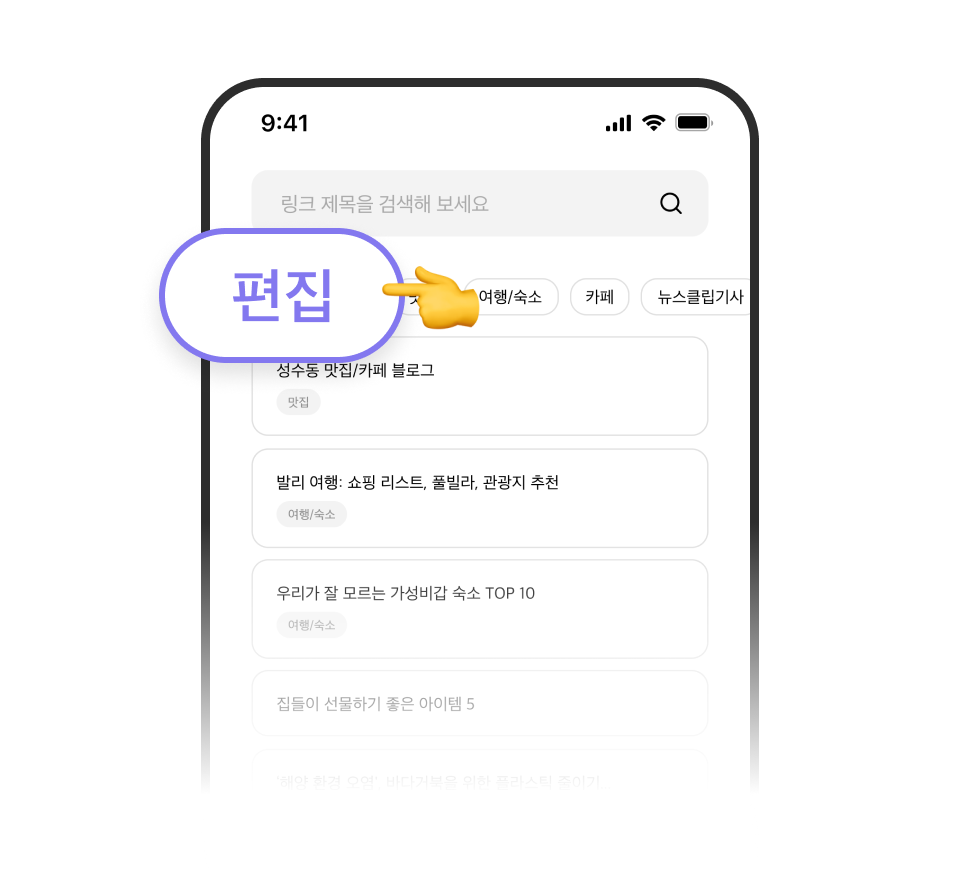 9:41
링크 제목을 검색해 보세요
편집
여행/숙소 카페 뉴스클립기사
성수동 맛집/카페 블로그
맛집
발리 여행: 쇼핑 리스트, 풀빌라, 관광지 추천
여행/숙소
우리가 잘 모르는 가성비갑 숙소 TOP 10
여행/숙소
집들이 선물하기 좋은 아이템 5
'해양 환경 오염', 바다거북을 위한 플라스틱 줄이기